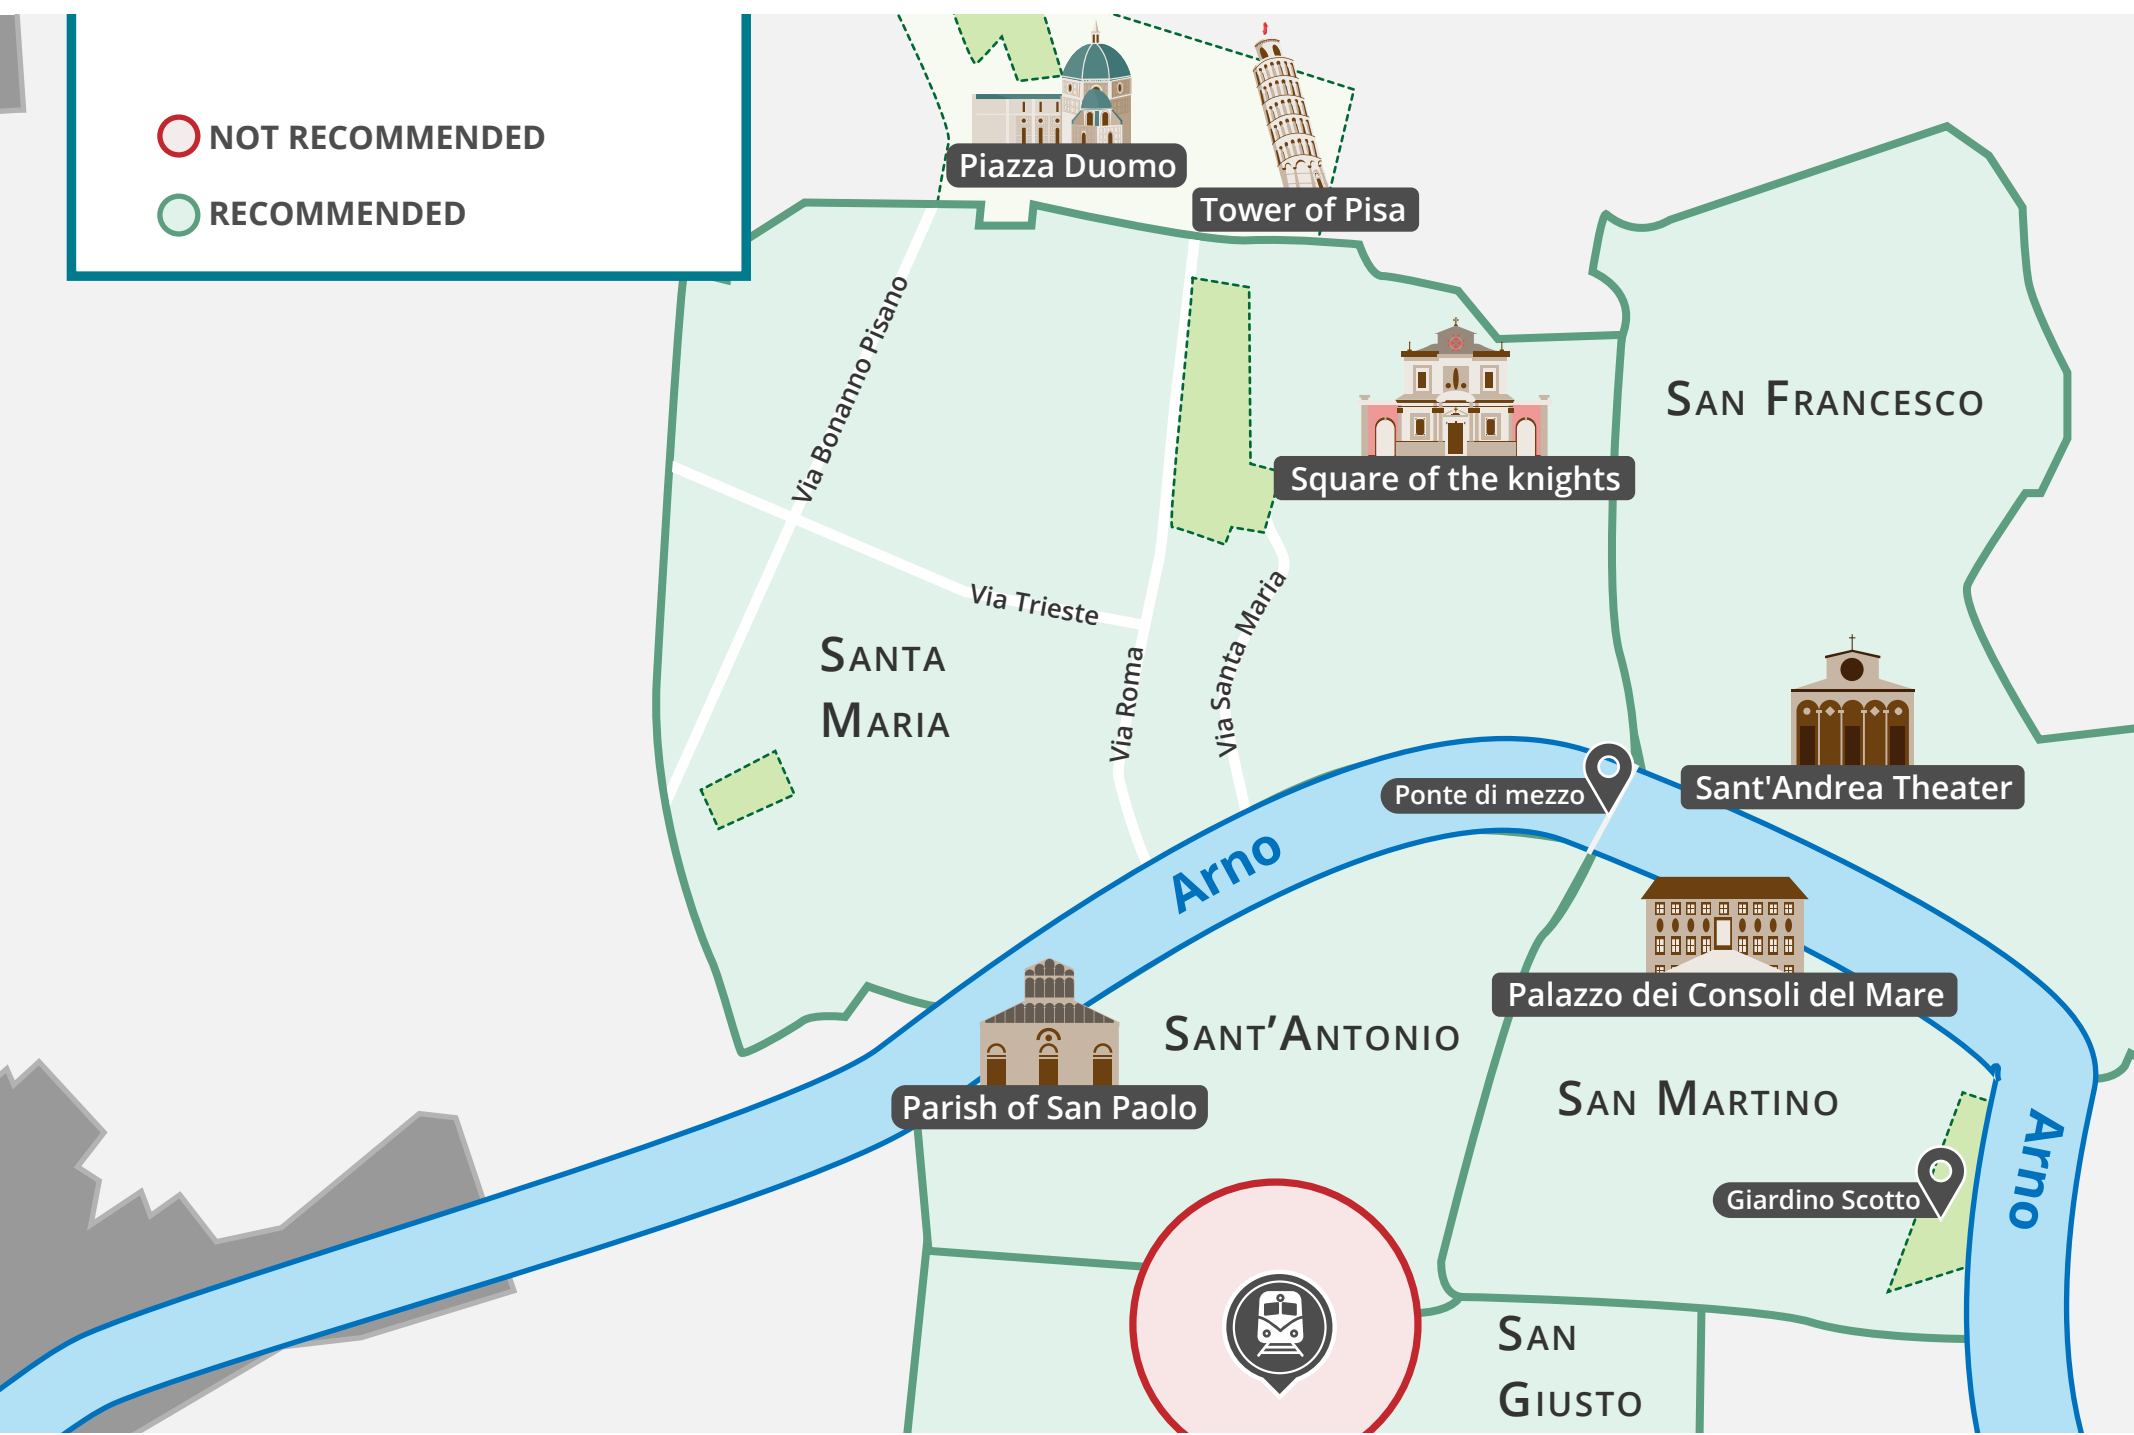 NOT RECOMMENDED
RECOMMENDED
Piazza Duomo
Tower of Pisa
Via Bonanno Pisano
SAN FRANCESCO
Square of the knights
Via Trieste
Via Santa Maria
SANTA
MARIA
Via Roma
Ponte di mezzo
Sant'Andrea Theater
Arno
Palazzo dei Consoli del Mare
SANT’ANTONIO
Parish of San Paolo
SAN MARTINO
Arno
Giardino Scotto
SAN
GIUSTO